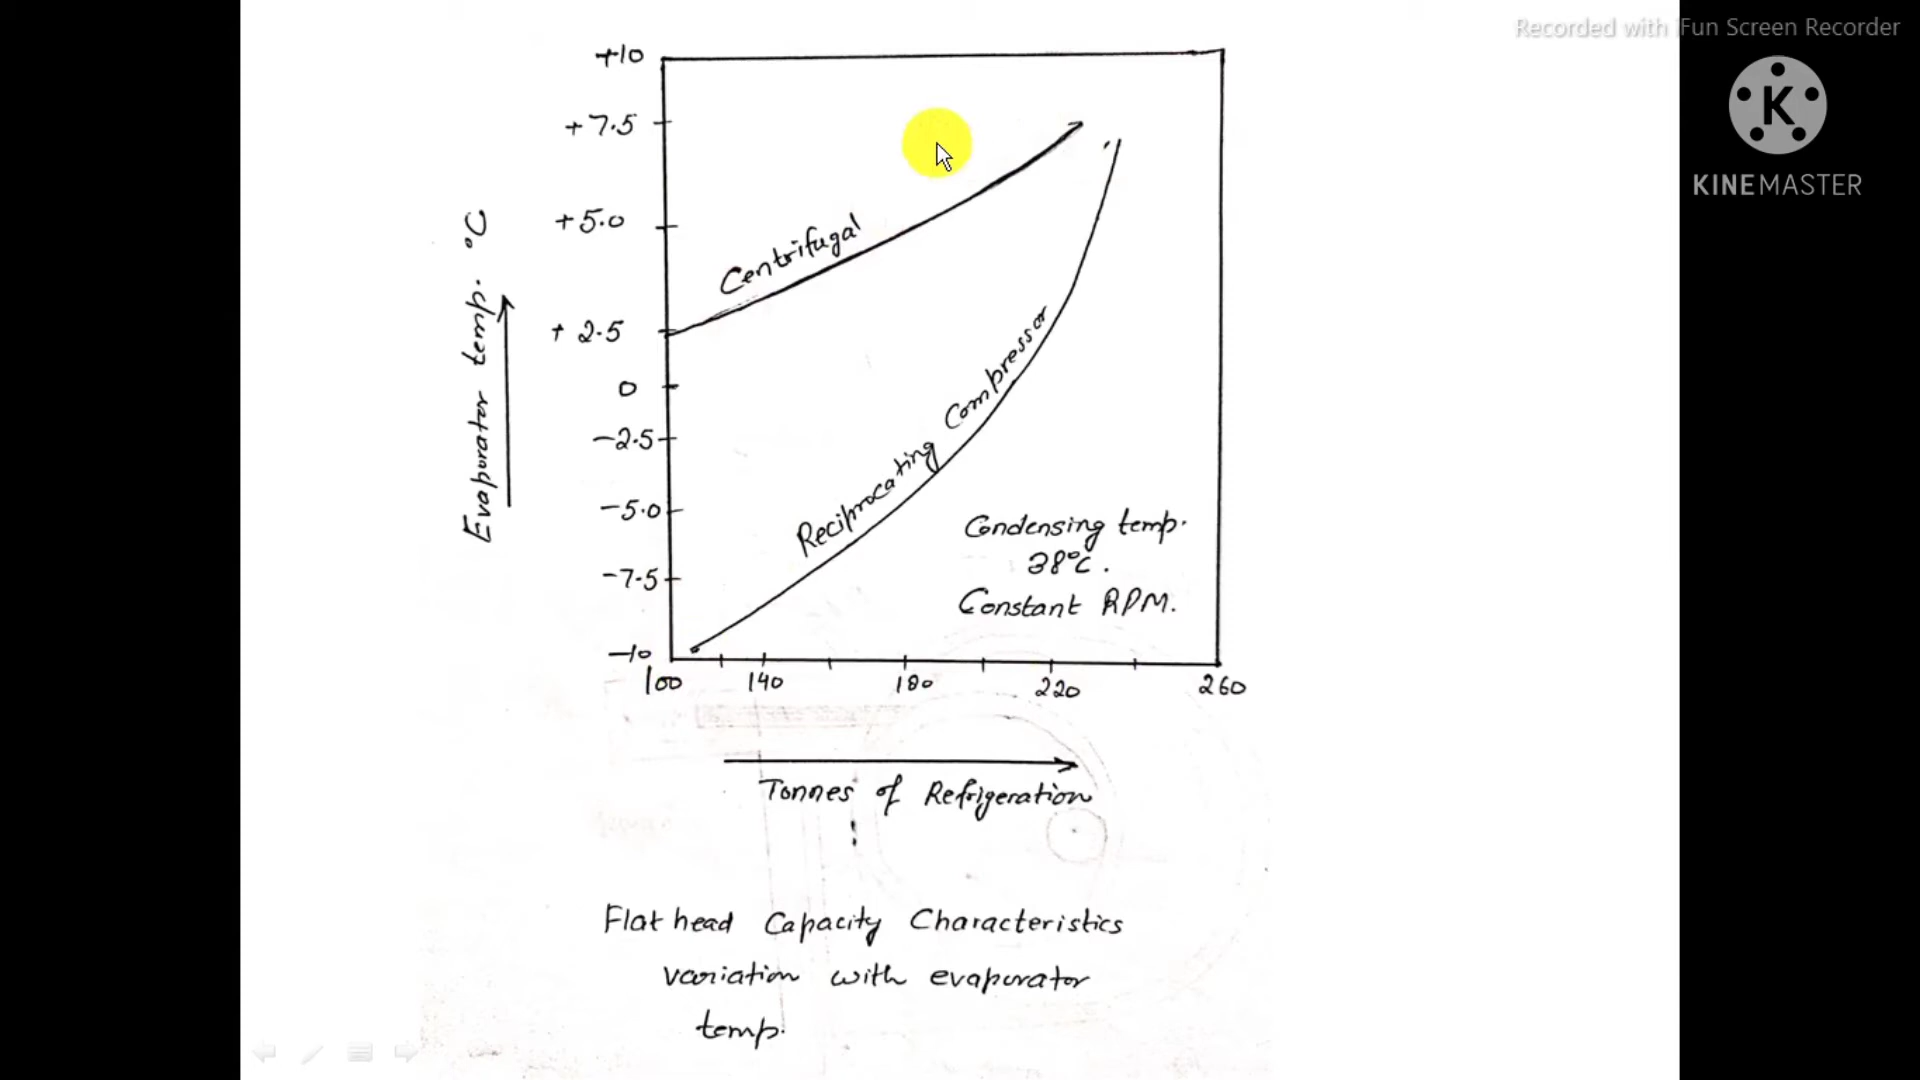 Recorded with iFun Screen Recorder
KINEMASTER
+10
+7.5
+5.0
+2.5
0
-2.5
-5.0
-7.5
-10
Evaporator temp. °C
Centrifugal
Reciprocating Compressor
Condensing temp.
38°C.
Constant RPM.
100 140 180 220 260
Tonnes of Refrigeration
Flat head Capacity Characteristics
variation with evaporator
temp.